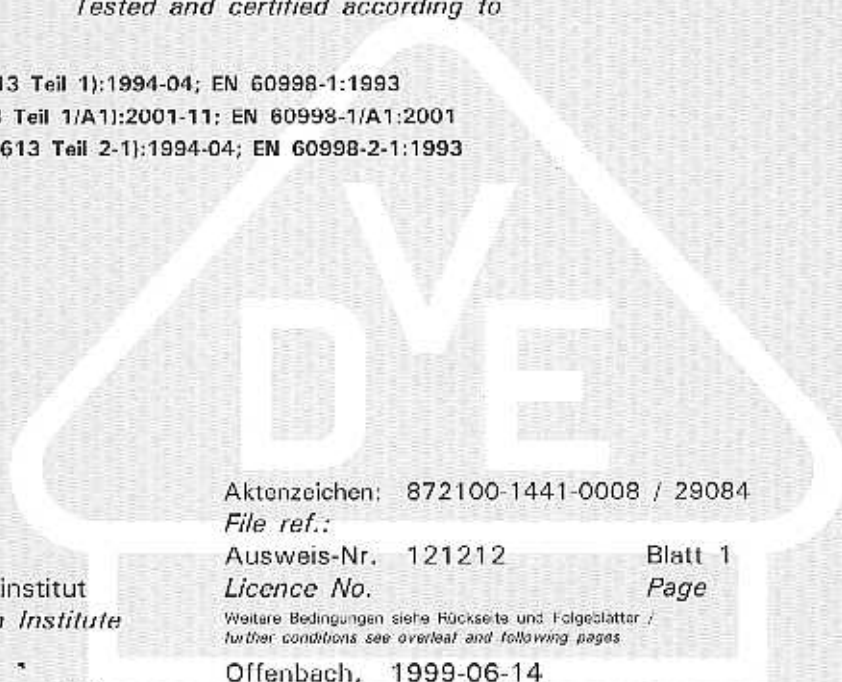 Tested and certified according to
13 Teil 1):1994-04; EN 60998-1:1993
Teil 1/A1):2001-11; EN 60998-1/A1:2001
613 Teil 2-1):1994-04; EN 60998-2-1:1993
VDE
Aktenzeichen: 872100-1441-0008 / 29084
File ref.:
Ausweis-Nr. 121212 Blatt 1
institut Licence No. Page
Institute Weitere Bedingungen siehe Rückseite und Folgeblätter /
further conditions see overleaf and following pages
Offenbach, 1999-06-14